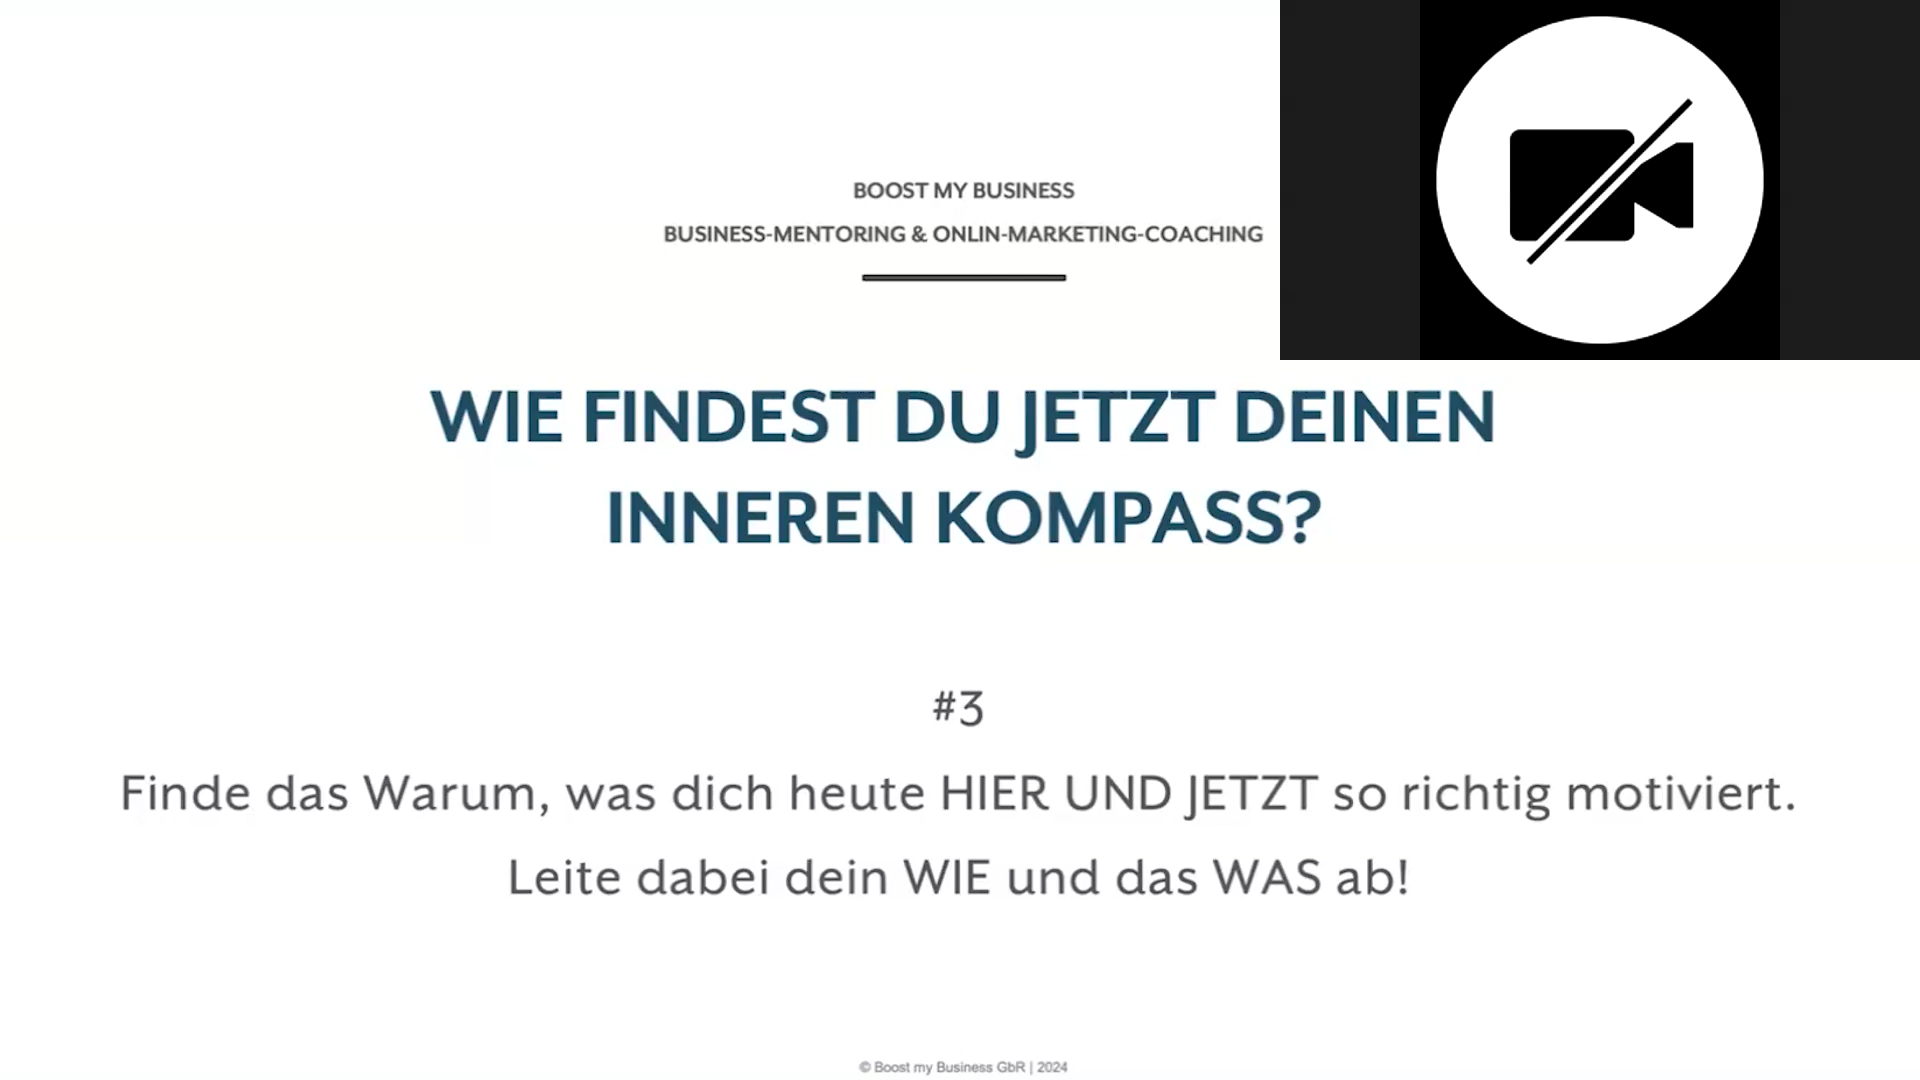 BOOST MY BUSINESS
BUSINESS-MENTORING & ONLIN-MARKETING-COACHING
WIE FINDEST DU JETZT DEINEN
INNEREN KOMPASS?
#3
Finde das Warum, was dich heute HIER UND JETZT so richtig motiviert.
Leite dabei dein WIE und das WAS ab!
© Boost my Business GbR | 2024